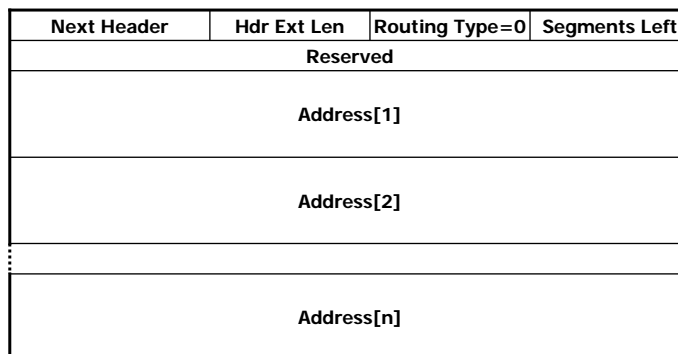 Next Header Hdr Ext Len Routing Type=0 Segments Left
Reserved
Address[1]
Address[2]
Address[n]